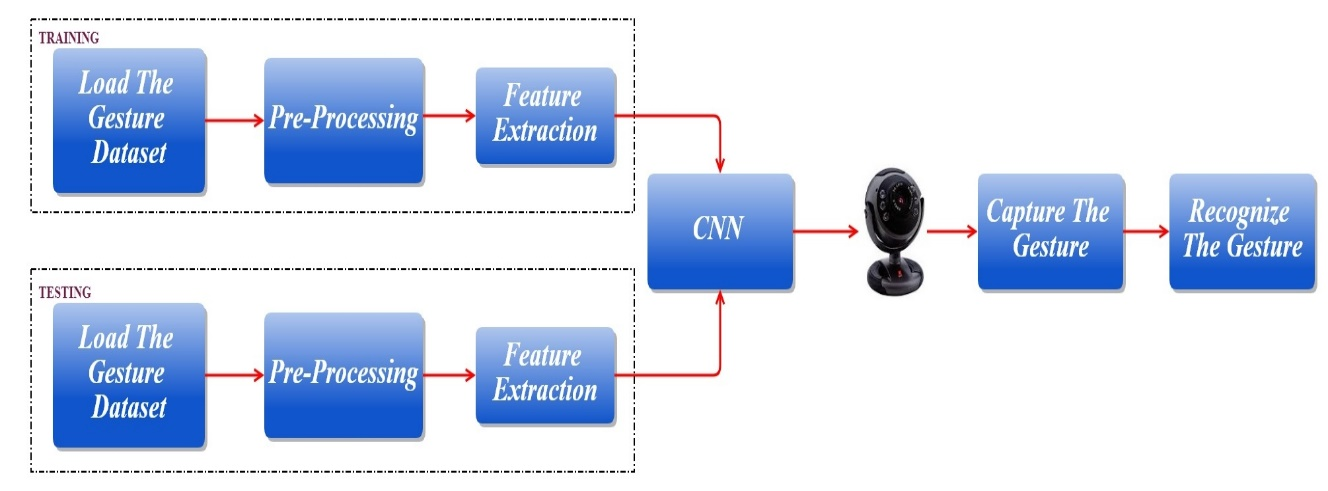 TRAINING
Load The
Gesture
Dataset
Pre-Processing
Feature
Extraction
CNN
Capture The
Gesture
Recognize
The Gesture
TESTING
Load The
Gesture
Dataset
Pre-Processing
Feature
Extraction